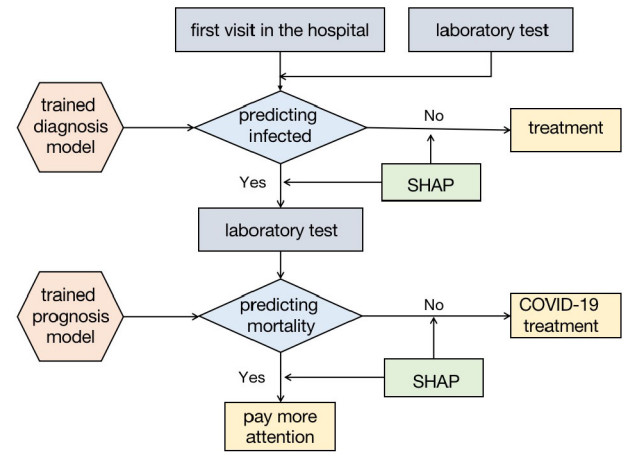 first visit in the hospital
laboratory test
trained
diagnosis
model
predicting
infected
No
treatment
Yes
SHAP
laboratory test
trained
prognosis
model
predicting
mortality
No
COVID-19
treatment
Yes
SHAP
pay more
attention